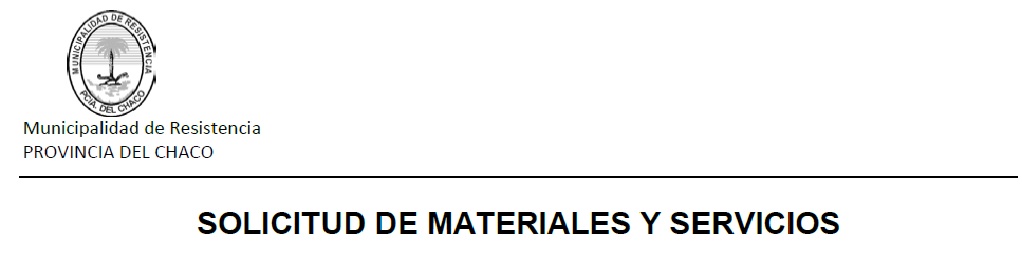 MUNICIPALIDAD DE RESISTENCIA
PCIA. DEL CHACO
Municipalidad de Resistencia
PROVINCIA DEL CHACO
SOLICITUD DE MATERIALES Y SERVICIOS